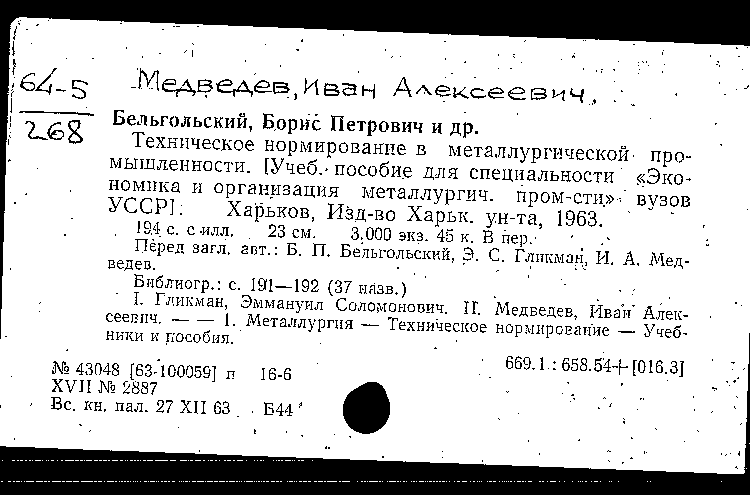 64-5
268
Медведев, Иван Алексеевич.
Бельгольский, Борис Петрович и др.
Техническое нормирование в металлургической про-
мышленности. [Учеб. пособие для специальности «Эко-
номика и организация металлургич. пром-сти» вузов
УССР]. Харьков, Изд-во Харьк. ун-та, 1963.
194 с. с илл. 23 см. 3,000 экз. 45 к. В пер.
Перед загл. авт.: Б. П. Бельгольский, Э. С. Гликман, И. А. Мед-
ведев.
Библиогр.: с. 191—192 (37 назв.)
I. Гликман, Эммануил Соломонович. II. Медведев, Иван Алек-
сеевич. — — 1. Металлургия — Техническое нормирование — Учеб-
ники и пособия.
№ 43048 [63-100059] п 16-6 669.1 : 658.54+[016.3]
XVII № 2887
Вс. кн. пал. 27 XII 63 Б44